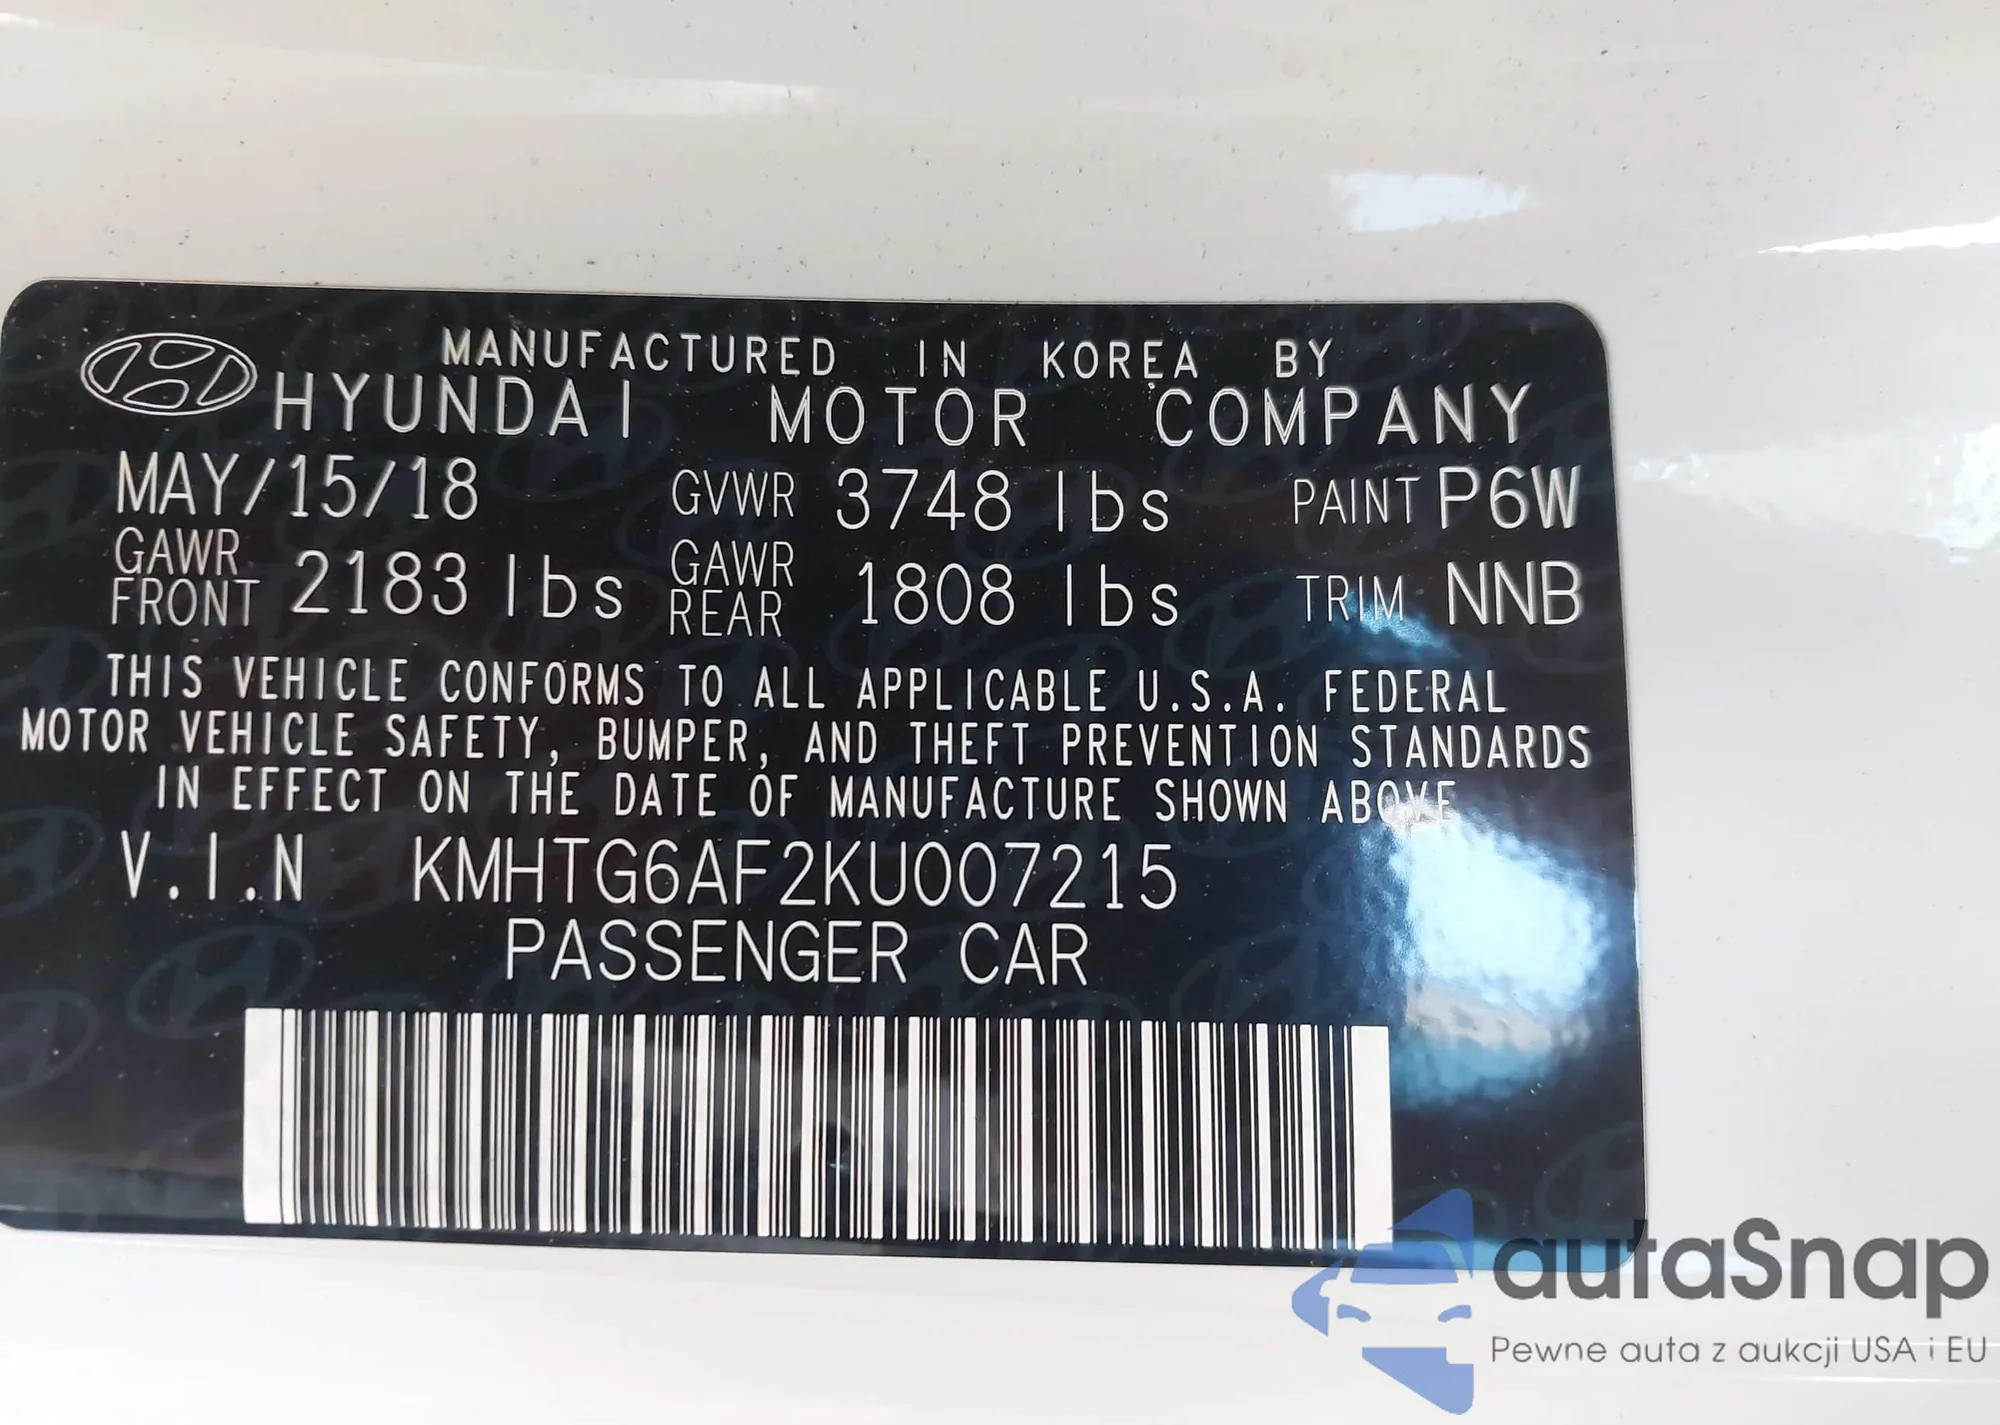 MANUFACTURED IN KOREA BY
HYUNDAI MOTOR COMPANY
MAY/15/18 GVWR 3748 lbs PAINT P6W
GAWR FRONT 2183 lbs GAWR REAR 1808 lbs TRIM NNB
THIS VEHICLE CONFORMS TO ALL APPLICABLE U.S.A. FEDERAL
MOTOR VEHICLE SAFETY, BUMPER, AND THEFT PREVENTION STANDARDS
IN EFFECT ON THE DATE OF MANUFACTURE SHOWN ABOVE
V.I.N KMHTG6AF2KU007215
PASSENGER CAR
autaSnap
Pewne auta z aukcji USA i EU